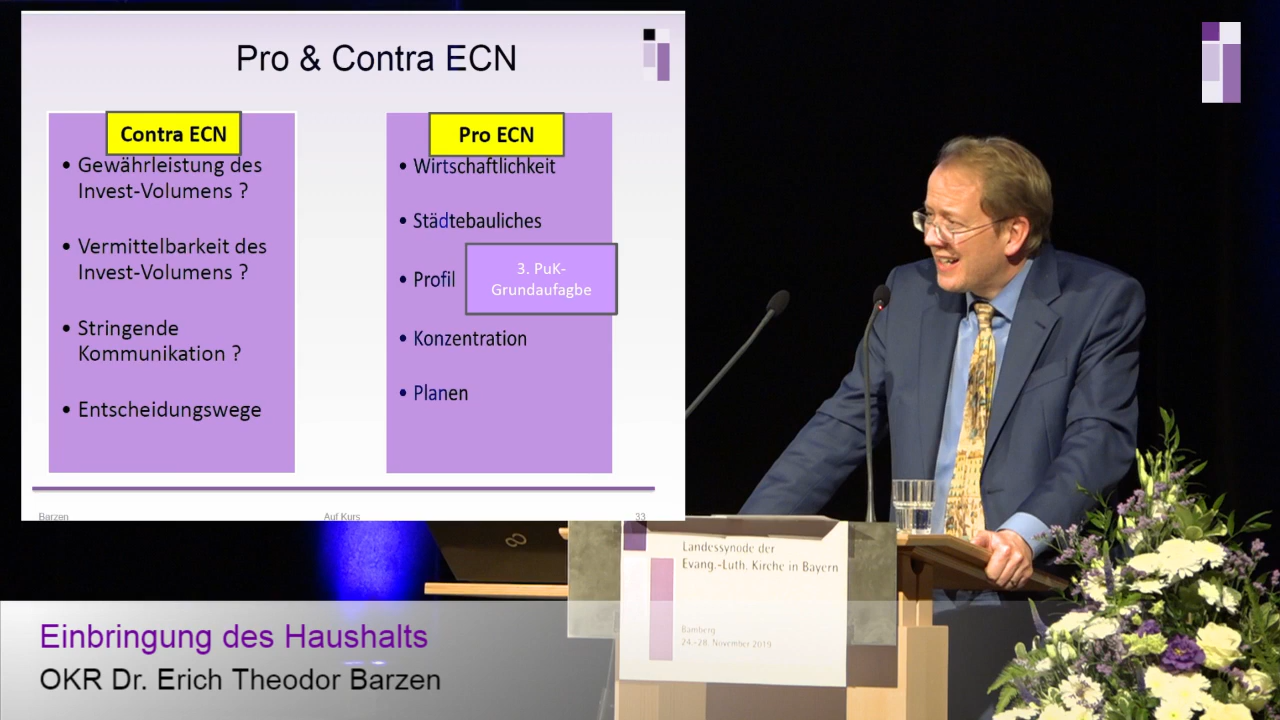 Pro & Contra ECN
Contra ECN
• Gewährleistung des
Invest-Volumens ?
• Vermittelbarkeit des
Invest-Volumens ?
• Stringende
Kommunikation ?
• Entscheidungswege
Pro ECN
• Wirtschaftlichkeit
• Städtebauliches
• Profil
3. PuK-
Grundaufagbe
• Konzentration
• Planen
Barzen
Auf Kurs
33
Landessynode der
Evang.-Luth. Kirche in Bayern
Bamberg
24.-28. November 2019
Einbringung des Haushalts
OKR Dr. Erich Theodor Barzen